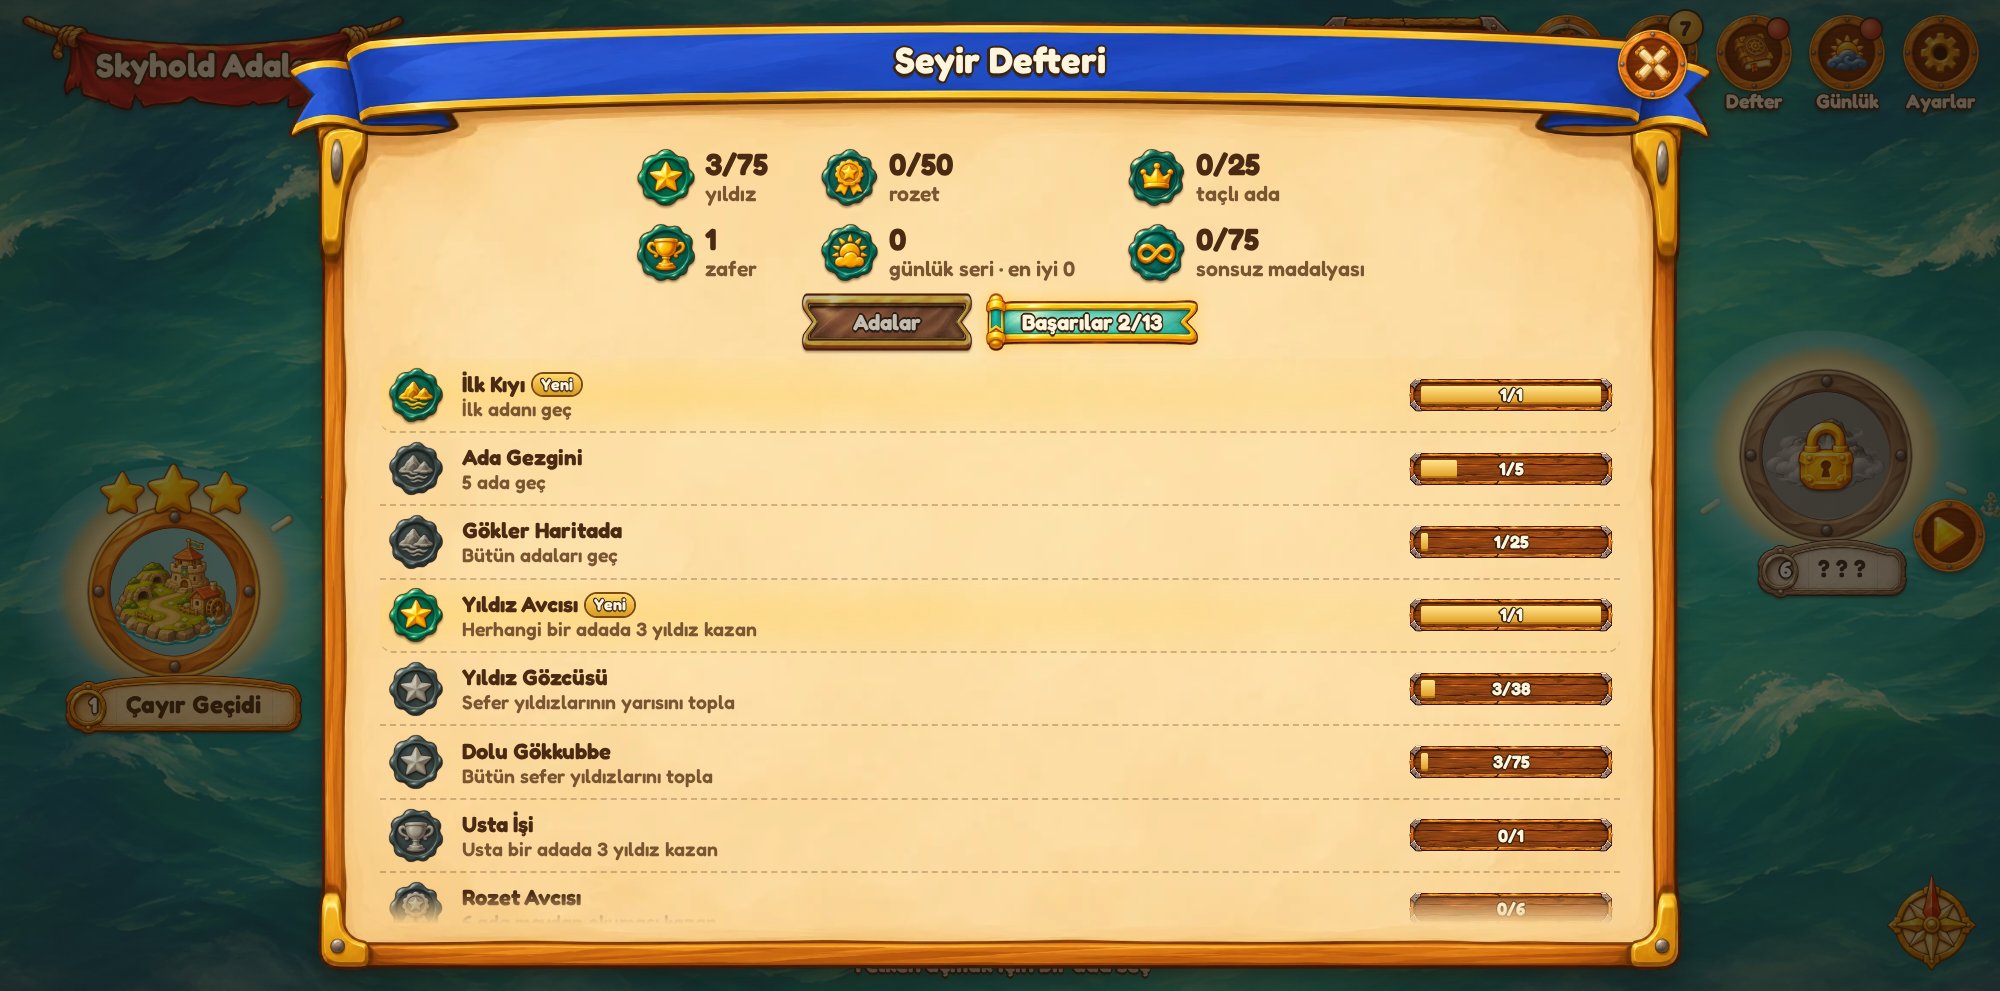 Skyhold Adal
Seyir Defteri
7
Defter
Günlük
Ayarlar
3/75
yıldız
0/50
rozet
0/25
taçlı ada
1
zafer
0
günlük seri · en iyi 0
0/75
sonsuz madalyası
Adalar
Başarılar 2/13
İlk Kıyı Yeni
İlk adanı geç
1/1
Ada Gezgini
5 ada geç
1/5
Gökler Haritada
Bütün adaları geç
1/25
Yıldız Avcısı Yeni
Herhangi bir adada 3 yıldız kazan
1/1
Yıldız Gözcüsü
Sefer yıldızlarının yarısını topla
3/38
Dolu Gökkubbe
Bütün sefer yıldızlarını topla
3/75
Usta İşi
Usta bir adada 3 yıldız kazan
0/1
Rozet Avcısı
0/6
1 Çayır Geçidi
6 ???